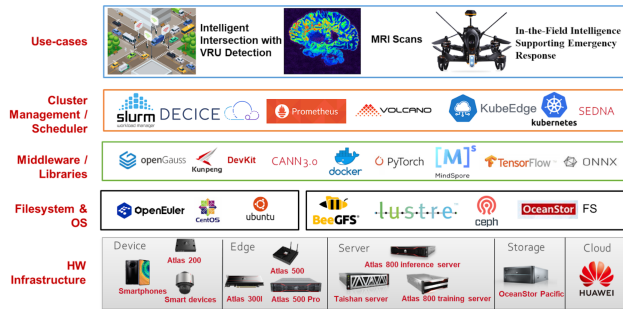 Use-cases
Intelligent
Intersection with
VRU Detection
MRI Scans
In-the-Field Intelligence
Supporting Emergency
Response
Cluster
Management /
Scheduler
slurm
workload manager
DECICE
Prometheus
VOLCANO
KubeEdge
kubernetes
SEDNA
Middleware /
Libraries
openGauss
Kunpeng
DevKit
CANN3.0
docker
PyTorch
[M]s
MindSpore
TensorFlow™
ONNX
Filesystem &
OS
OpenEuler
CentOS
ubuntu
BeeGFS®
l·u·s·t·r·e
ceph
OceanStor FS
HW
Infrastructure
Device
Atlas 200
Smartphones
Smart devices
Edge
Atlas 500
Atlas 300I
Atlas 500 Pro
Server
Atlas 800 inference server
Taishan server
Atlas 800 training server
Storage
OceanStor Pacific
Cloud
HUAWEI